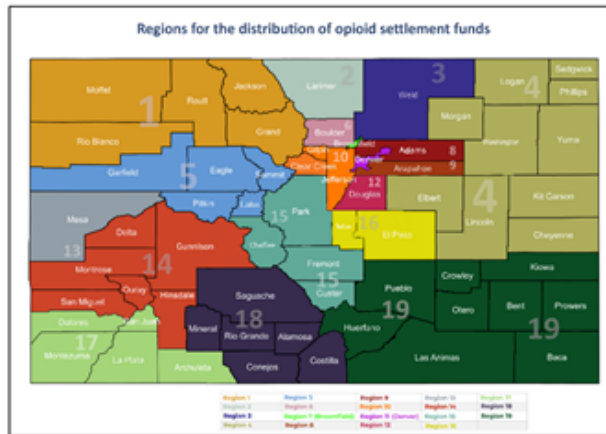 Regions for the distribution of opioid settlement funds
Moffat
Routt
Jackson
Larimer
2
Weld
3
Logan
4
Sedgwick
Phillips
Morgan
Washington
Yuma
Rio Blanco
1
Grand
Boulder
6
Adams
8
Arapahoe
9
Garfield
5
Eagle
Summit
Clear Creek
10
Jefferson
Denver
Douglas
12
Elbert
4
Lincoln
Kit Carson
Cheyenne
Mesa
13
Pitkin
Lake
15
Park
Teller
16
El Paso
Delta
Gunnison
14
Chaffee
Fremont
15
Custer
Montrose
Ouray
San Miguel
Hinsdale
Saguache
18
Pueblo
19
Crowley
Kiowa
Otero
Bent
Prowers
19
Dolores
San Juan
Mineral
Rio Grande
Alamosa
Huerfano
17
Montezuma
La Plata
Archuleta
Conejos
Costilla
Las Animas
Baca
Region 1
Region 2
Region 3
Region 4
Region 5
Region 6
Region 7 (Broomfield)
Region 8
Region 9
Region 10
Region 11 (Denver)
Region 12
Region 13
Region 14
Region 15
Region 16
Region 17
Region 18
Region 19